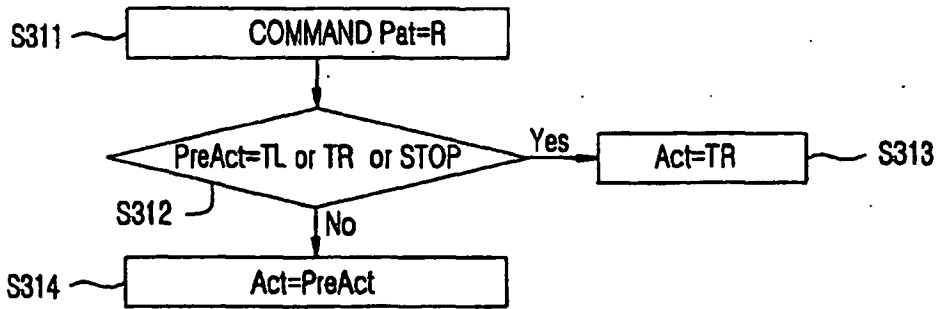 S311
COMMAND Pat=R
PreAct=TL or TR or STOP
Yes
Act=TR
S313
S312
No
S314
Act=PreAct